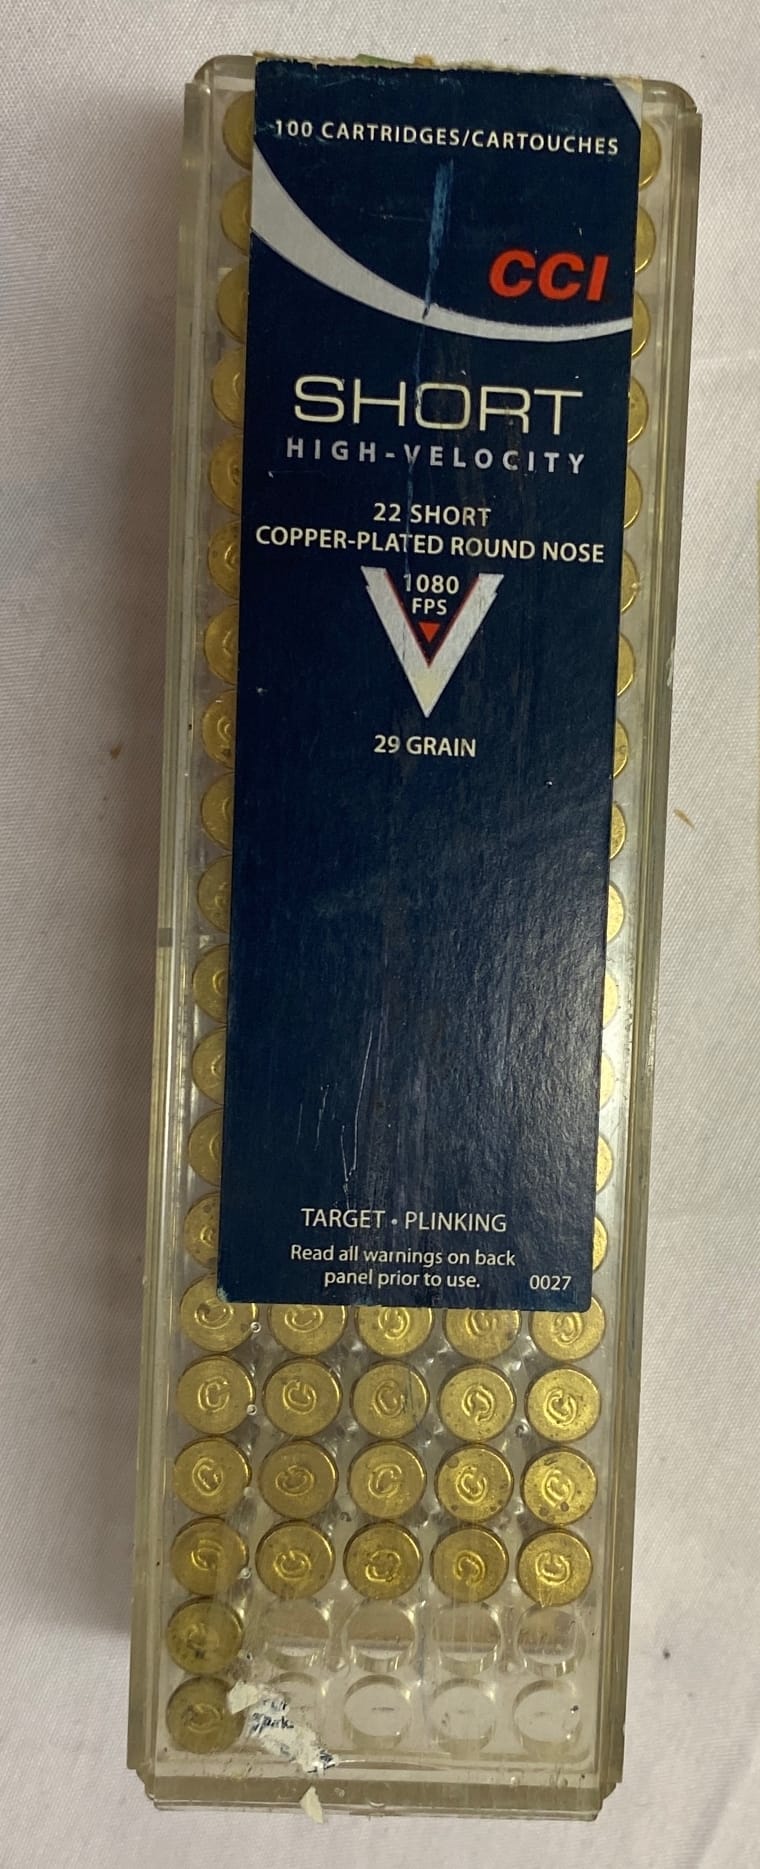 100 CARTRIDGES/CARTOUCHES
CCI
SHORT
HIGH-VELOCITY
22 SHORT
COPPER-PLATED ROUND NOSE
1080
FPS
29 GRAIN
TARGET • PLINKING
Read all warnings on back
panel prior to use.
0027
C C C C C
C C C C C
C C C C C
C C C C C
C